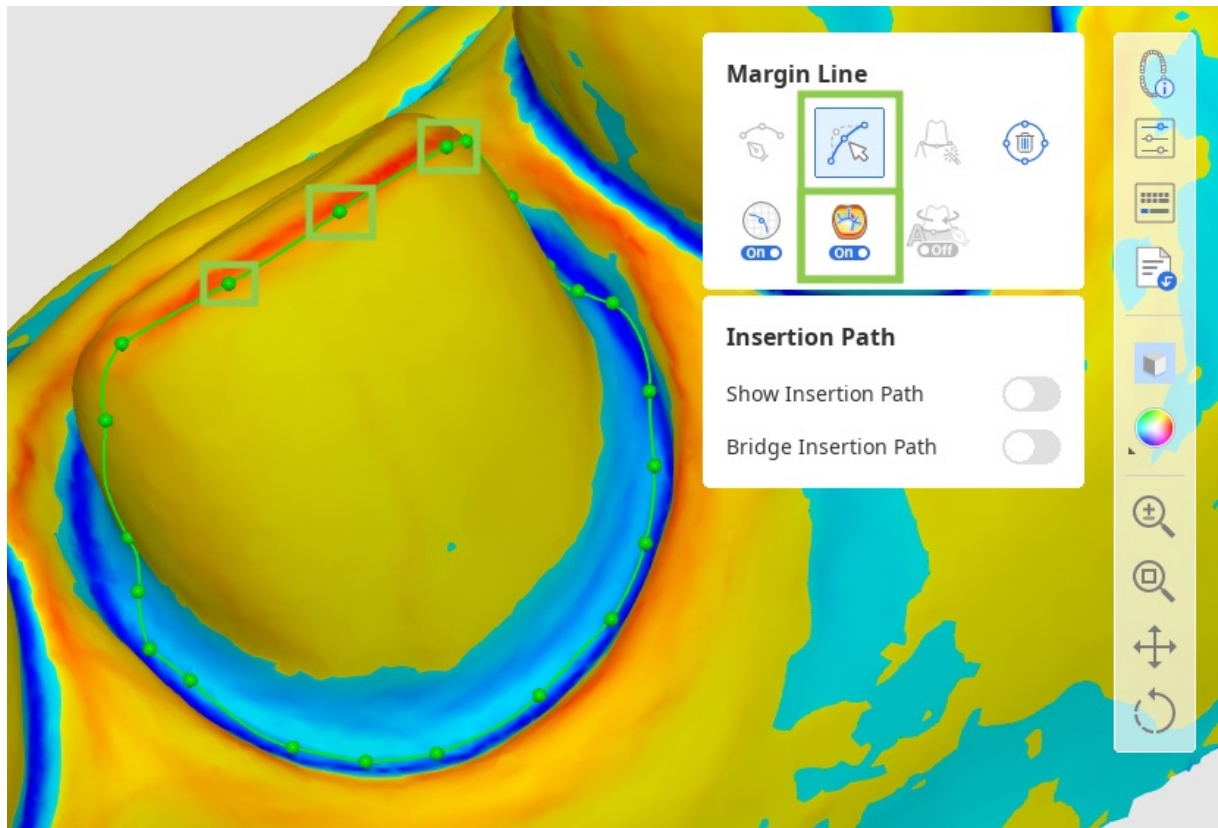 Margin Line
On
On
Off
Insertion Path
Show Insertion Path
Bridge Insertion Path